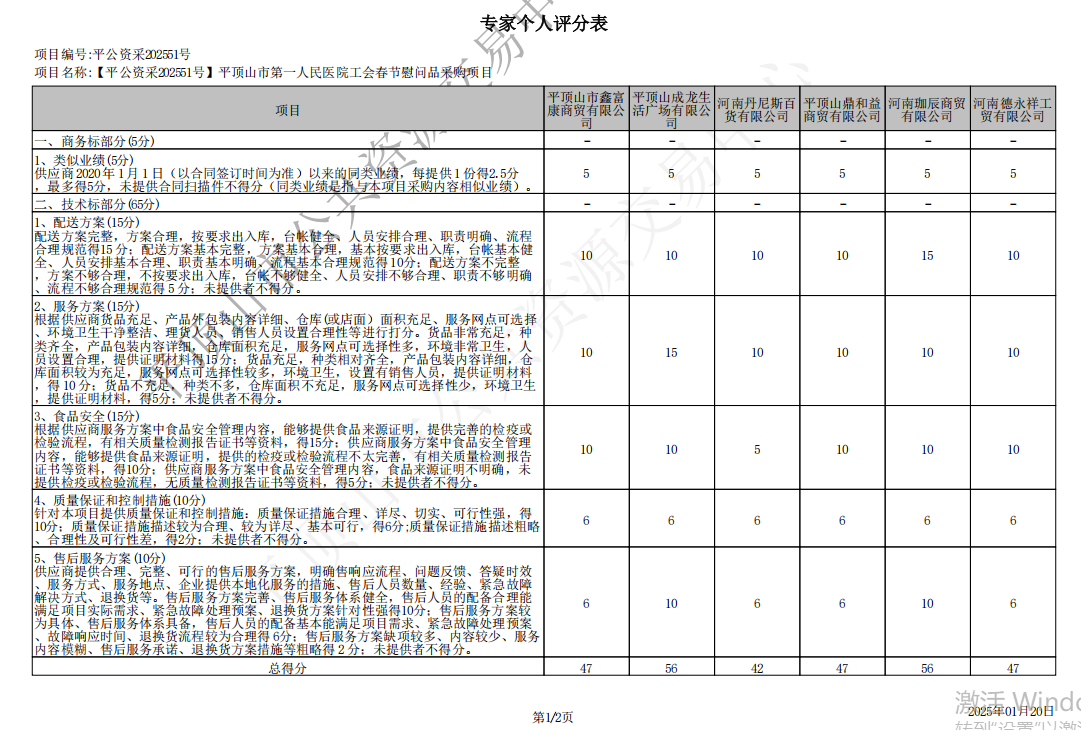 专家个人评分表
项目编号:平公资采202551号
项目名称:【平公资采202551号】平顶山市第一人民医院工会春节慰问品采购项目
项目
平顶山市鑫富康商贸有限公司
平顶山成龙生活广场有限公司
河南丹尼斯百货有限公司
平顶山鼎和益商贸有限公司
河南珈辰商贸有限公司
河南德永祥工贸有限公司
一、商务标部分(5分) – – – – – –
1、类似业绩(5分)
供应商2020年1月1日（以合同签订时间为准）以来的同类业绩，每提供1份得2.5分
，最多得5分，未提供合同扫描件不得分（同类业绩是指与本项目采购内容相似业绩）。
5 5 5 5 5 5
二、技术标部分(65分) – – – – – –
1、配送方案(15分)
配送方案完整，方案合理，按要求出入库，台帐健全、人员安排合理、职责明确、流程
合理规范得15分；配送方案基本完整，方案基本合理，基本按要求出入库，台帐基本健
全、人员安排基本合理、职责基本明确、流程基本合理规范得10分；配送方案不完整
，方案不够合理，不按要求出入库，台帐不够健全、人员安排不够合理、职责不够明确
、流程不够合理规范得5分；未提供者不得分。
10 10 10 10 15 10
2、服务方案(15分)
根据供应商货品充足、产品外包装内容详细、仓库(或店面）面积充足、服务网点可选择
、环境卫生干净整洁、理货人员、销售人员设置合理性等进行打分。货品非常充足，种
类齐全，产品包装内容详细，仓库面积充足，服务网点可选择性多，环境非常卫生，人
员设置合理，提供证明材料得15分；货品充足，种类相对齐全，产品包装内容详细，仓
库面积较为充足，服务网点可选择性较多，环境卫生，设置有销售人员，提供证明材料
，得10分；货品不充足，种类不多，仓库面积不充足，服务网点可选择性少，环境卫生
，提供证明材料，得5分；未提供者不得分。
10 15 10 10 10 10
3、食品安全(15分)
根据供应商服务方案中食品安全管理内容，能够提供食品来源证明，提供完善的检疫或
检验流程，有相关质量检测报告证书等资料，得15分；供应商服务方案中食品安全管理
内容，能够提供食品来源证明，提供的检疫或检验流程不太完善，有相关质量检测报告
证书等资料，得10分；供应商服务方案中食品安全管理内容，食品来源证明不明确，未
提供检疫或检验流程，无质量检测报告证书等资料，得5分；未提供者不得分。
10 10 5 10 10 10
4、质量保证和控制措施(10分)
针对本项目提供质量保证和控制措施：质量保证措施合理、详尽、切实、可行性强，得
10分；质量保证措施描述较为合理、较为详尽、基本可行，得6分;质量保证措施描述粗略
、合理性及可行性差，得2分；未提供者不得分。
6 6 6 6 6 6
5、售后服务方案(10分)
供应商提供合理、完整、可行的售后服务方案，明确售响应流程、问题反馈、答疑时效
、服务方式、服务地点、企业提供本地化服务的措施、售后人员数量、经验、紧急故障
解决方式、退换货等。售后服务方案完善、售后服务体系健全，售后人员的配备合理能
满足项目实际需求、紧急故障处理预案、退换货方案针对性强得10分；售后服务方案较
为具体、售后服务体系具备，售后人员的配备基本能满足项目需求、紧急故障处理预案
、故障响应时间、退换货流程较为合理得6分；售后服务方案缺项较多、内容较少、服务
内容模糊、售后服务承诺、退换货方案措施等粗略得2分；未提供者不得分。
6 10 6 6 10 6
总得分 47 56 42 47 56 47
第1/2页
2025年01月20日
激活 Windo